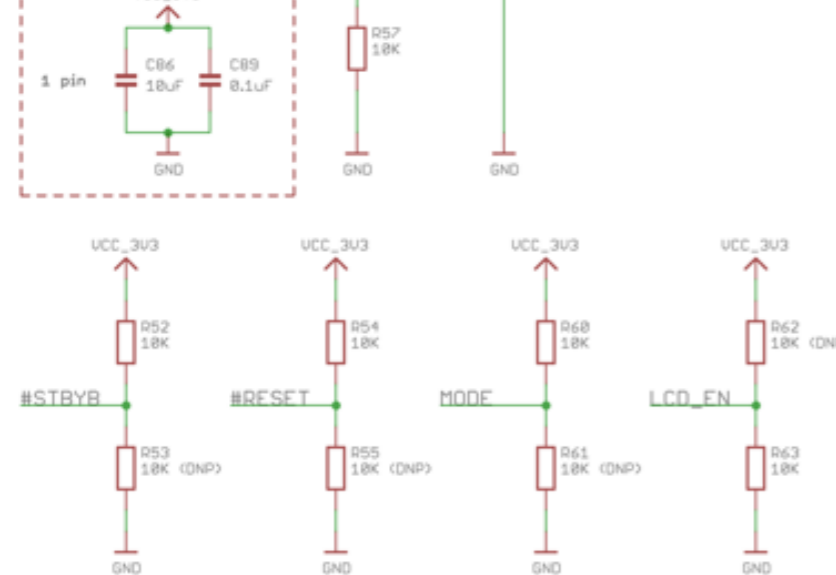 R57
10K
C86
10uF
C89
0.1uF
1 pin
GND
GND
GND
VCC_3V3
VCC_3V3
VCC_3V3
VCC_3V3
R52
10K
R54
10K
R60
10K
R62
10K (DN
#STBYB
#RESET
MODE
LCD_EN
R53
10K (DNP)
R55
10K (DNP)
R61
10K (DNP)
R63
10K
GND
GND
GND
GND